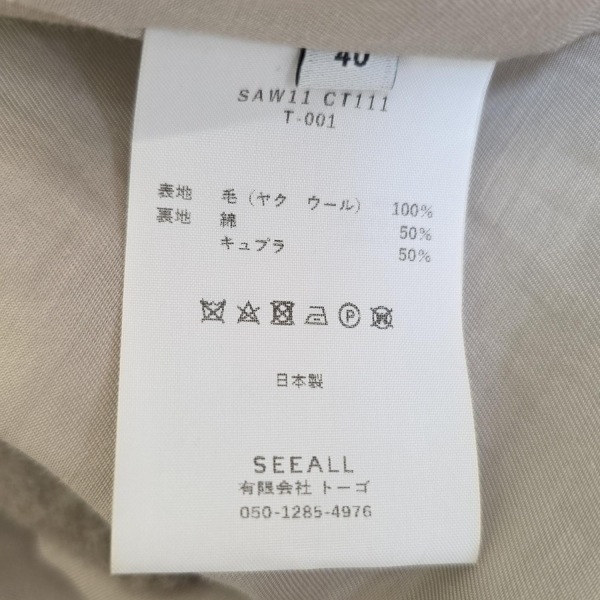 40
SAW11 CT111
T-001
表地 毛（ヤク ウール） 100%
裏地 綿 50%
キュプラ 50%
P
W
日本製
SEEALL
有限会社 トーゴ
050-1285-4976